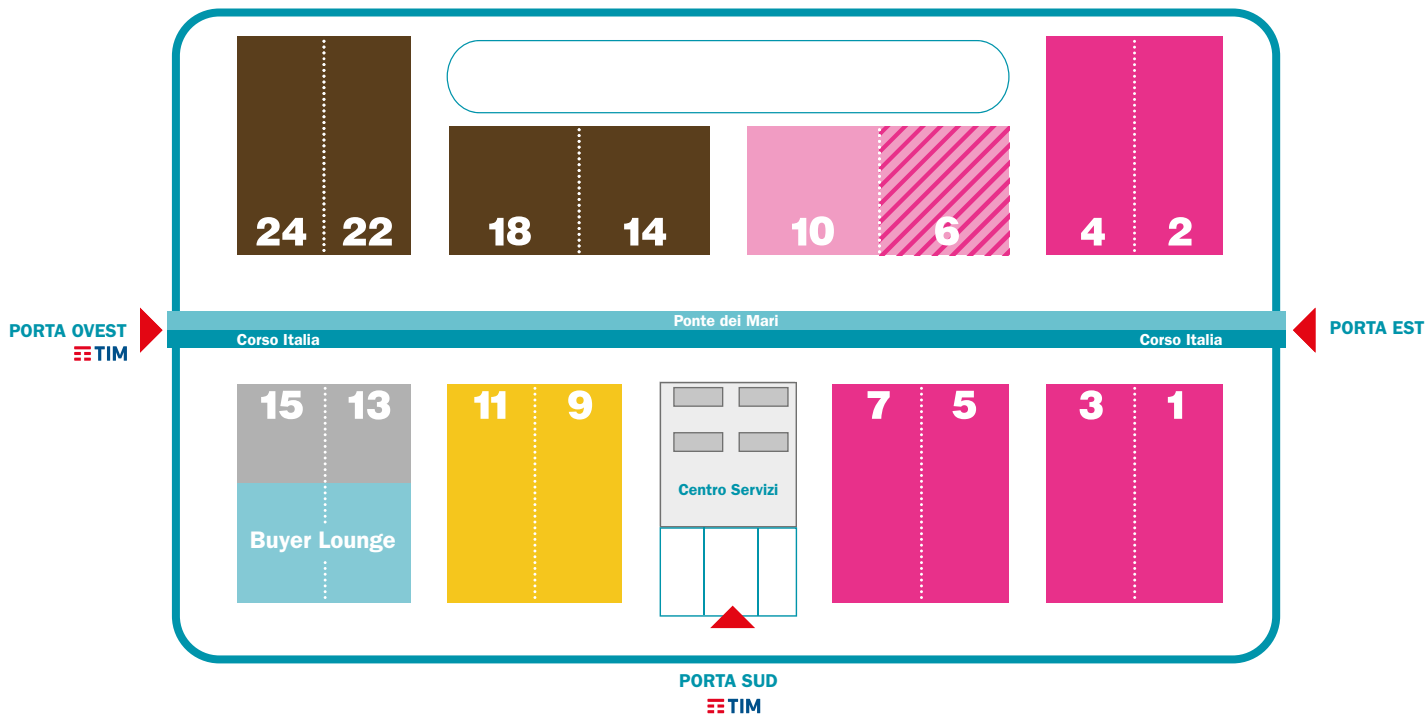 24 22
18 14
10 6
4 2
PORTA OVEST
TIM
Ponte dei Mari
Corso Italia
Corso Italia
PORTA EST
15 13
Buyer Lounge
11 9
Centro Servizi
7 5
3 1
PORTA SUD
TIM